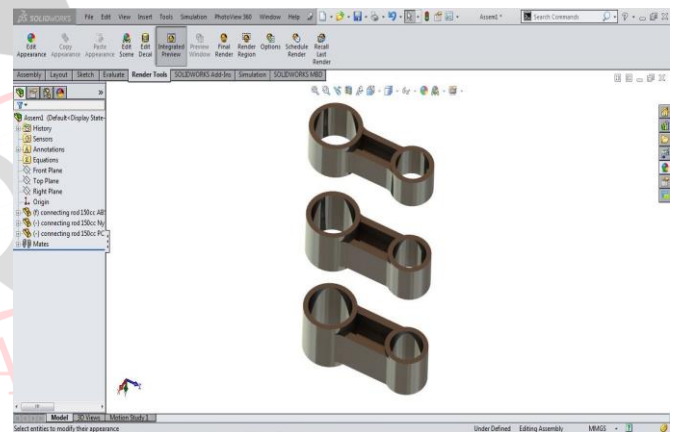 SOLIDWORKS File Edit View Insert Tools Simulation PhotoView 360 Window Help Assem1 * Search Commands
Edit Appearance Copy Appearance Paste Appearance Edit Scene Edit Decal Integrated Preview Preview Window Final Render Render Region Options Schedule Render Recall Last Render
Assembly Layout Sketch Evaluate Render Tools SOLIDWORKS Add-Ins Simulation SOLIDWORKS MBD
Assem1 (Default<Display State-
History
Sensors
Annotations
Equations
Front Plane
Top Plane
Right Plane
Origin
(f) connecting rod 150cc AB
(-) connecting rod 150cc Ny
(-) connecting rod 150cc PC
Mates
Model 3D Views Motion Study 1
Select entities to modify their appearance Under Defined Editing Assembly MMGS